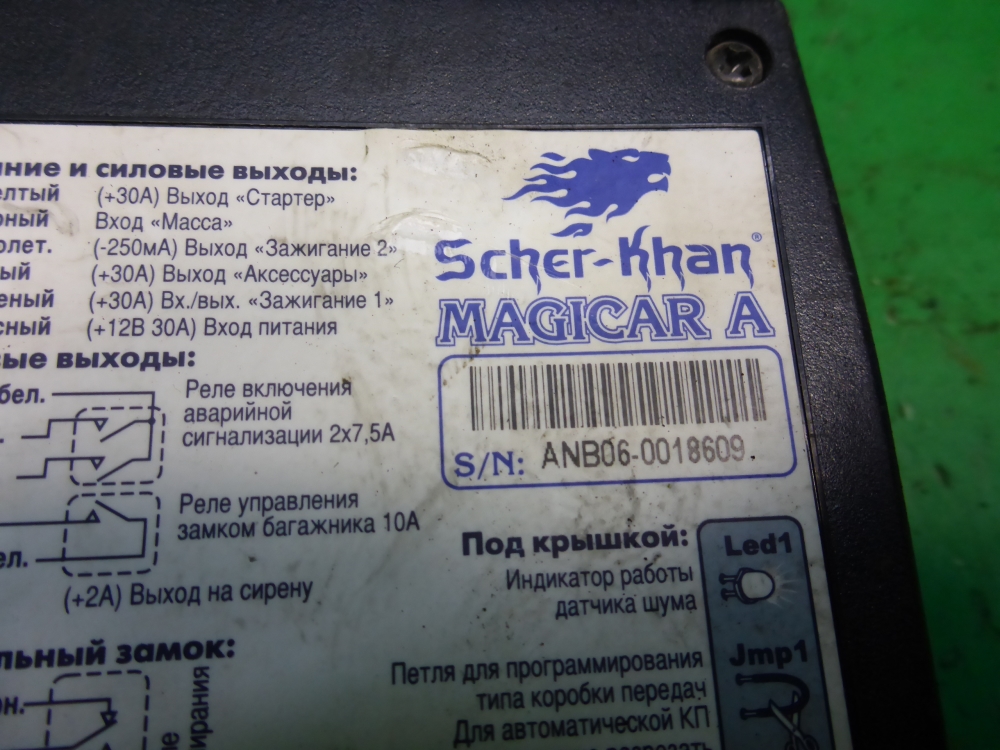 ние и силовые выходы:
елтый (+30А) Выход «Стартер»
рный Вход «Масса»
олет. (-250мА) Выход «Зажигание 2»
ый (+30А) Выход «Аксессуары»
еный (+30А) Вх./вых. «Зажигание 1»
сный (+12В 30А) Вход питания
вые выходы:
бел.
Реле включения
аварийной
сигнализации 2х7,5А
Реле управления
замком багажника 10А
ел.
(+2А) Выход на сирену
льный замок:
рн.
ирания
Scher-Khan®
MAGICAR A
S/N: ANB06-0018609
Под крышкой:
Led1
Индикатор работы
датчика шума
Jmp1
Петля для программирования
типа коробки передач
Для автоматической КП